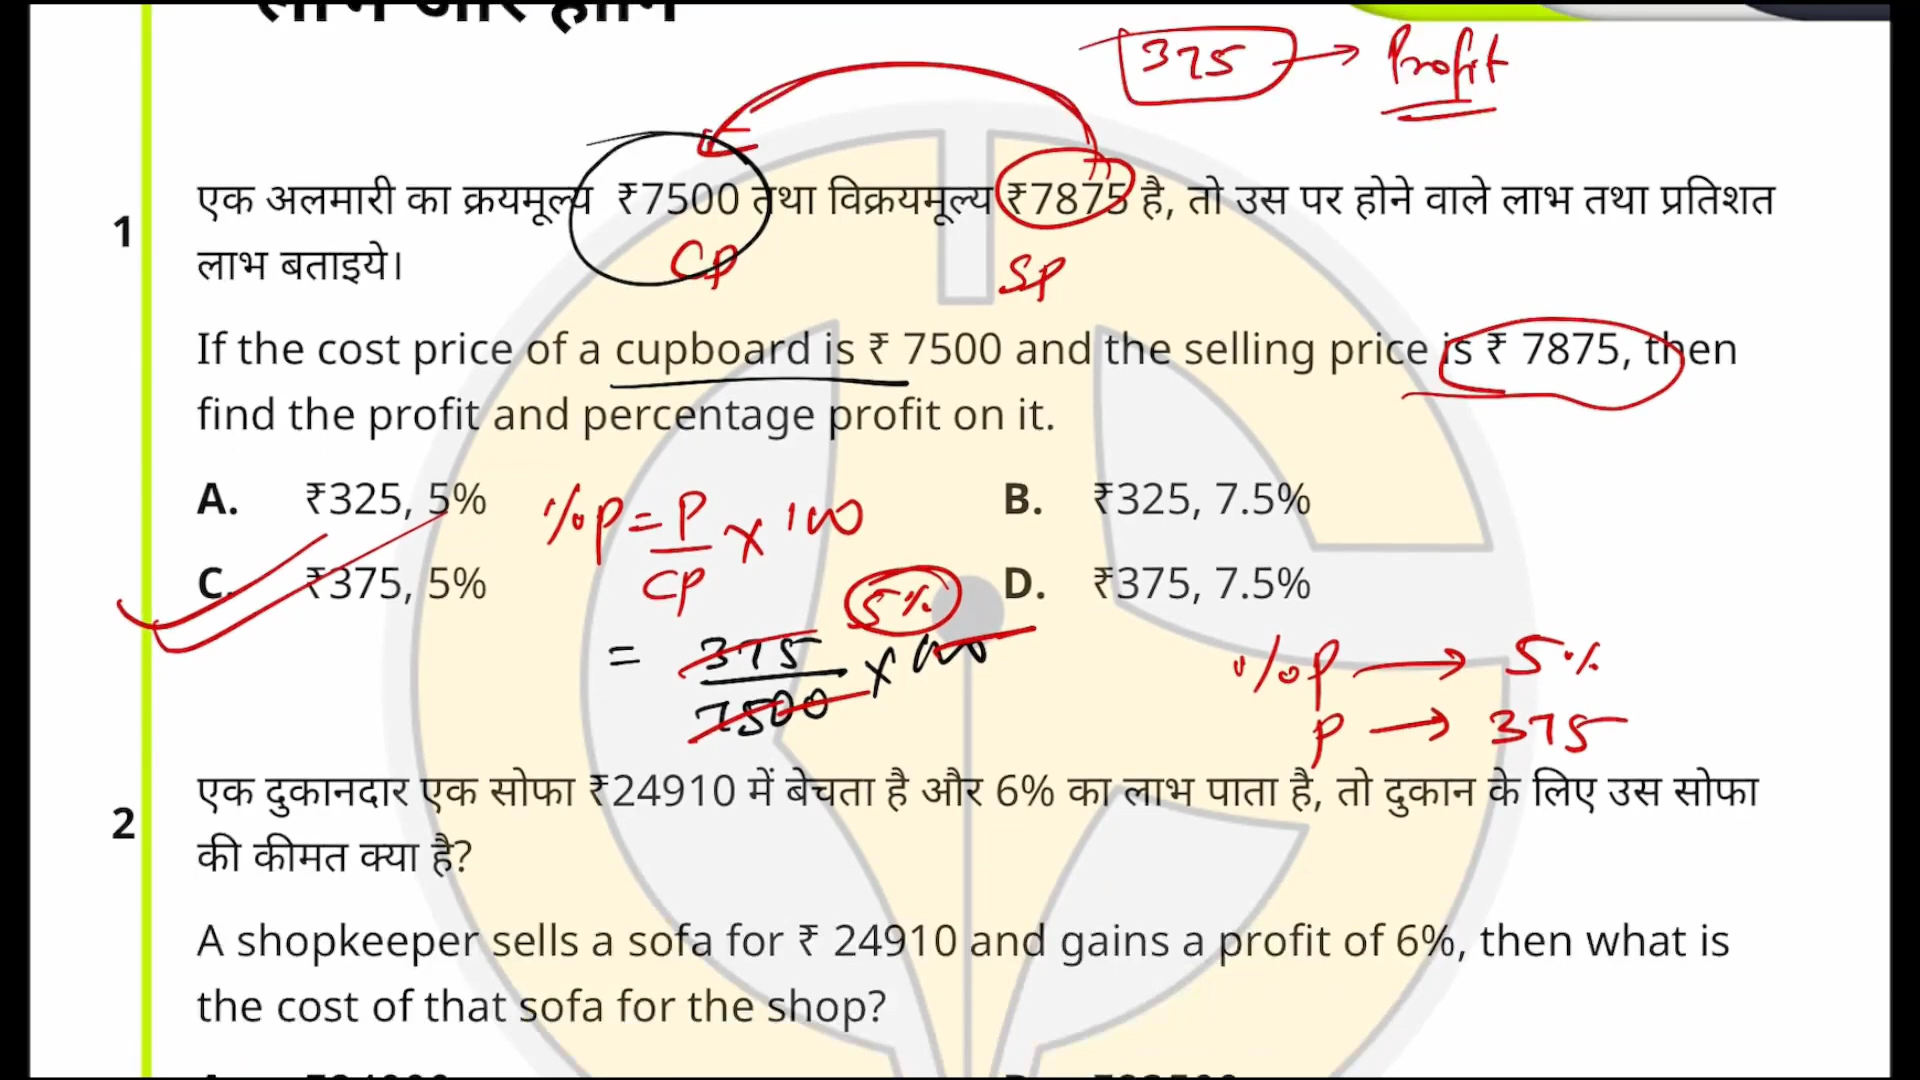 लाभ और हानि
375 → Profit
1
एक अलमारी का क्रयमूल्य ₹7500 तथा विक्रयमूल्य ₹7875 है, तो उस पर होने वाले लाभ तथा प्रतिशत
लाभ बताइये।
CP SP
If the cost price of a cupboard is ₹ 7500 and the selling price is ₹ 7875, then
find the profit and percentage profit on it.
A. ₹325, 5% B. ₹325, 7.5%
%P = P/CP × 100
C. ₹375, 5% D. ₹375, 7.5%
5%
= 375/7500 × 100
%P → 5%
P → 375
2
एक दुकानदार एक सोफा ₹24910 में बेचता है और 6% का लाभ पाता है, तो दुकान के लिए उस सोफा
की कीमत क्या है?
A shopkeeper sells a sofa for ₹ 24910 and gains a profit of 6%, then what is
the cost of that sofa for the shop?